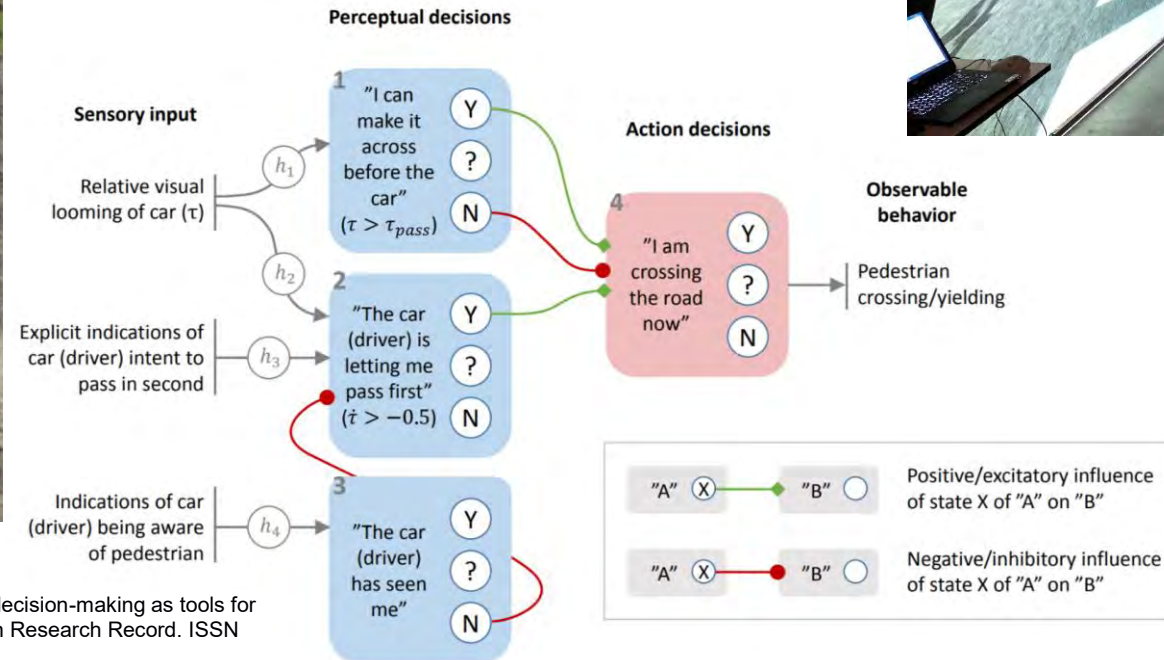 Perceptual decisions
Sensory input
Action decisions
Observable
behavior
Relative visual
looming of car (τ)
Explicit indications of
car (driver) intent to
pass in second
Indications of car
(driver) being aware
of pedestrian
h₁
h₂
h₃
h₄
1
"I can
make it
across
before the
car"
(τ > τ_pass)
Y
?
N
2
"The car
(driver) is
letting me
pass first"
(τ̇ > −0.5)
Y
?
N
3
"The car
(driver)
has seen
me"
Y
?
N
4
"I am
crossing
the road
now"
Y
?
N
Pedestrian
crossing/yielding
"A" X "B"
Positive/excitatory influence
of state X of "A" on "B"
"A" X "B"
Negative/inhibitory influence
of state X of "A" on "B"
decision-making as tools for
Research Record. ISSN